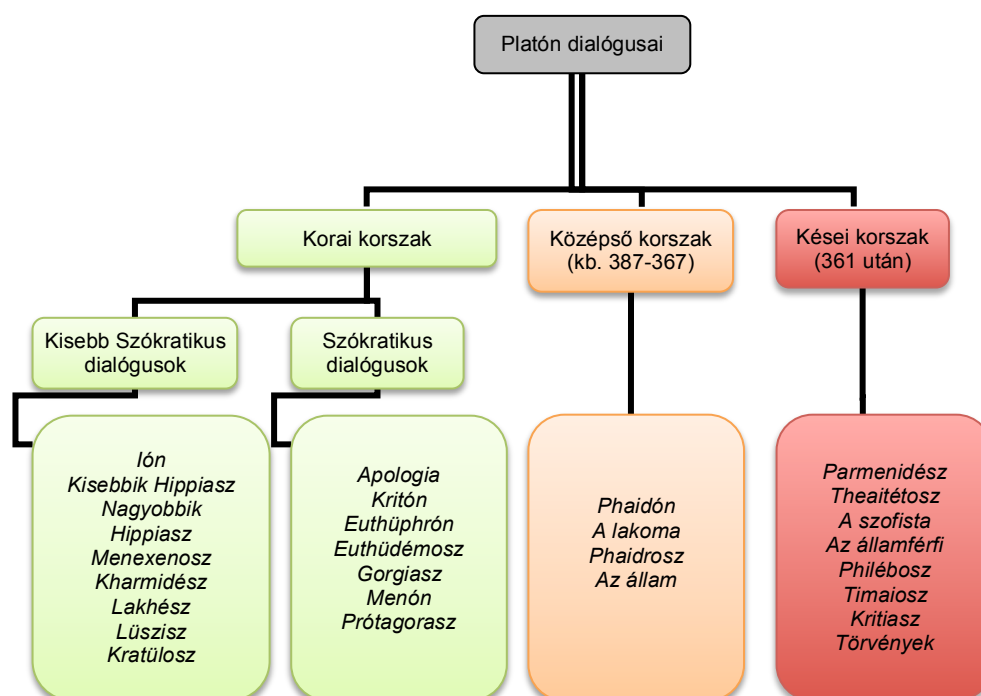 Platón dialógusai
Korai korszak
Középső korszak
(kb. 387-367)
Kései korszak
(361 után)
Kisebb Szókratikus
dialógusok
Szókratikus
dialógusok
Ión
Kisebbik Hippiasz
Nagyobbik
Hippiasz
Menexenosz
Kharmidész
Lakhész
Lüszisz
Kratülosz
Apologia
Kritón
Euthüphrón
Euthüdémosz
Gorgiasz
Menón
Prótagorasz
Phaidón
A lakoma
Phaidrosz
Az állam
Parmenidész
Theaitétosz
A szofista
Az államférfi
Philébosz
Timaiosz
Kritiasz
Törvények